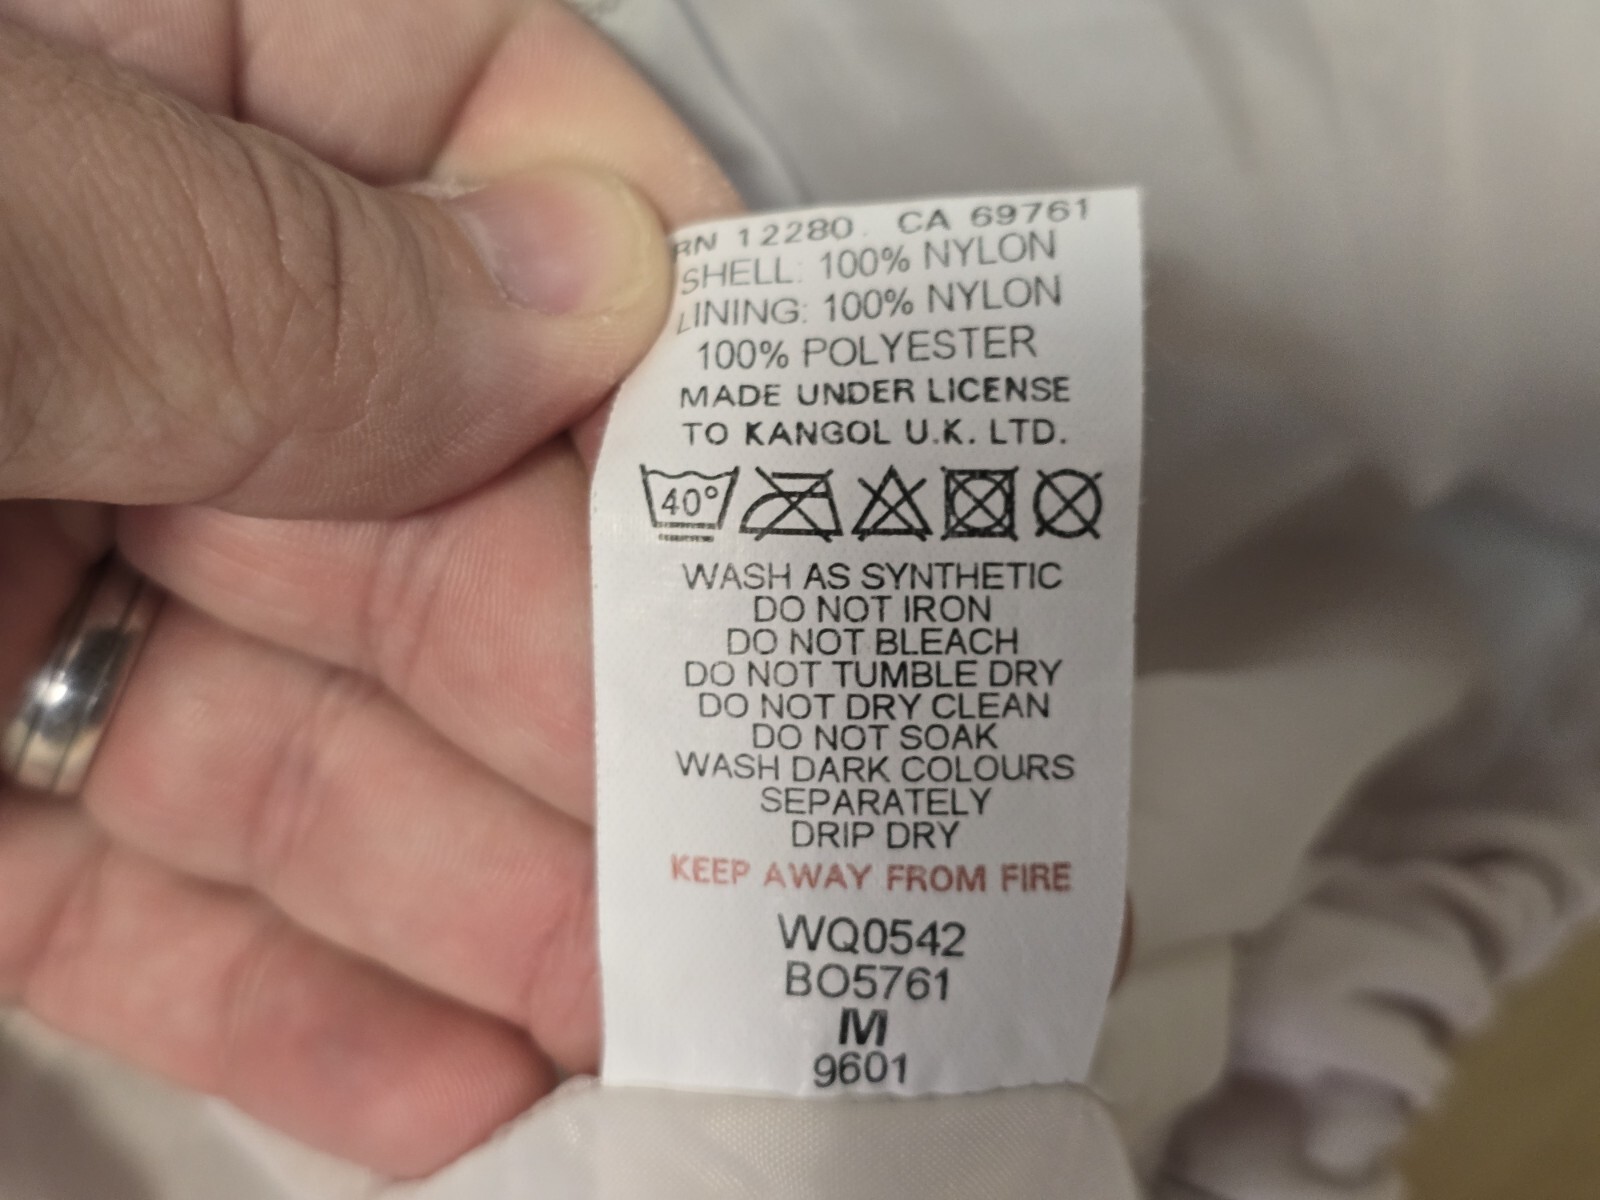 RN 12280. CA 69761
SHELL: 100% NYLON
LINING: 100% NYLON
100% POLYESTER
MADE UNDER LICENSE
TO KANGOL U.K. LTD.
40°
WASH AS SYNTHETIC
DO NOT IRON
DO NOT BLEACH
DO NOT TUMBLE DRY
DO NOT DRY CLEAN
DO NOT SOAK
WASH DARK COLOURS
SEPARATELY
DRIP DRY
KEEP AWAY FROM FIRE
WQ0542
BO5761
M
9601